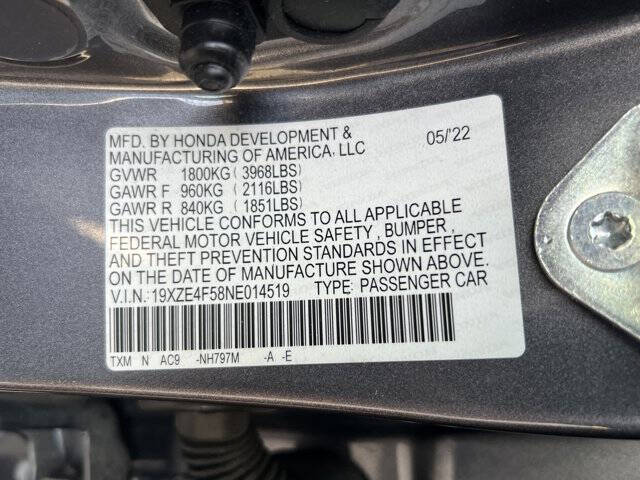 MFD. BY HONDA DEVELOPMENT & 05/'22
MANUFACTURING OF AMERICA, LLC
GVWR 1800KG (3968LBS)
GAWR F 960KG (2116LBS)
GAWR R 840KG (1851LBS)
THIS VEHICLE CONFORMS TO ALL APPLICABLE
FEDERAL MOTOR VEHICLE SAFETY , BUMPER ,
AND THEFT PREVENTION STANDARDS IN EFFECT
ON THE DATE OF MANUFACTURE SHOWN ABOVE.
V.I.N.:19XZE4F58NE014519 TYPE: PASSENGER CAR
TXM N AC9 -NH797M -A -E